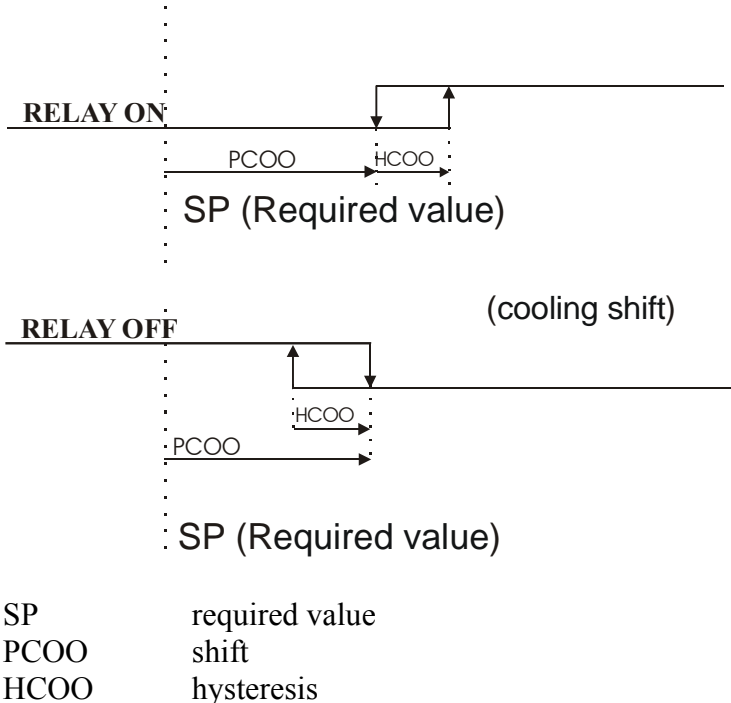 RELAY ON
PCOO
HCOO
SP (Required value)
(cooling shift)
RELAY OFF
HCOO
PCOO
SP (Required value)
SP required value
PCOO shift
HCOO hysteresis